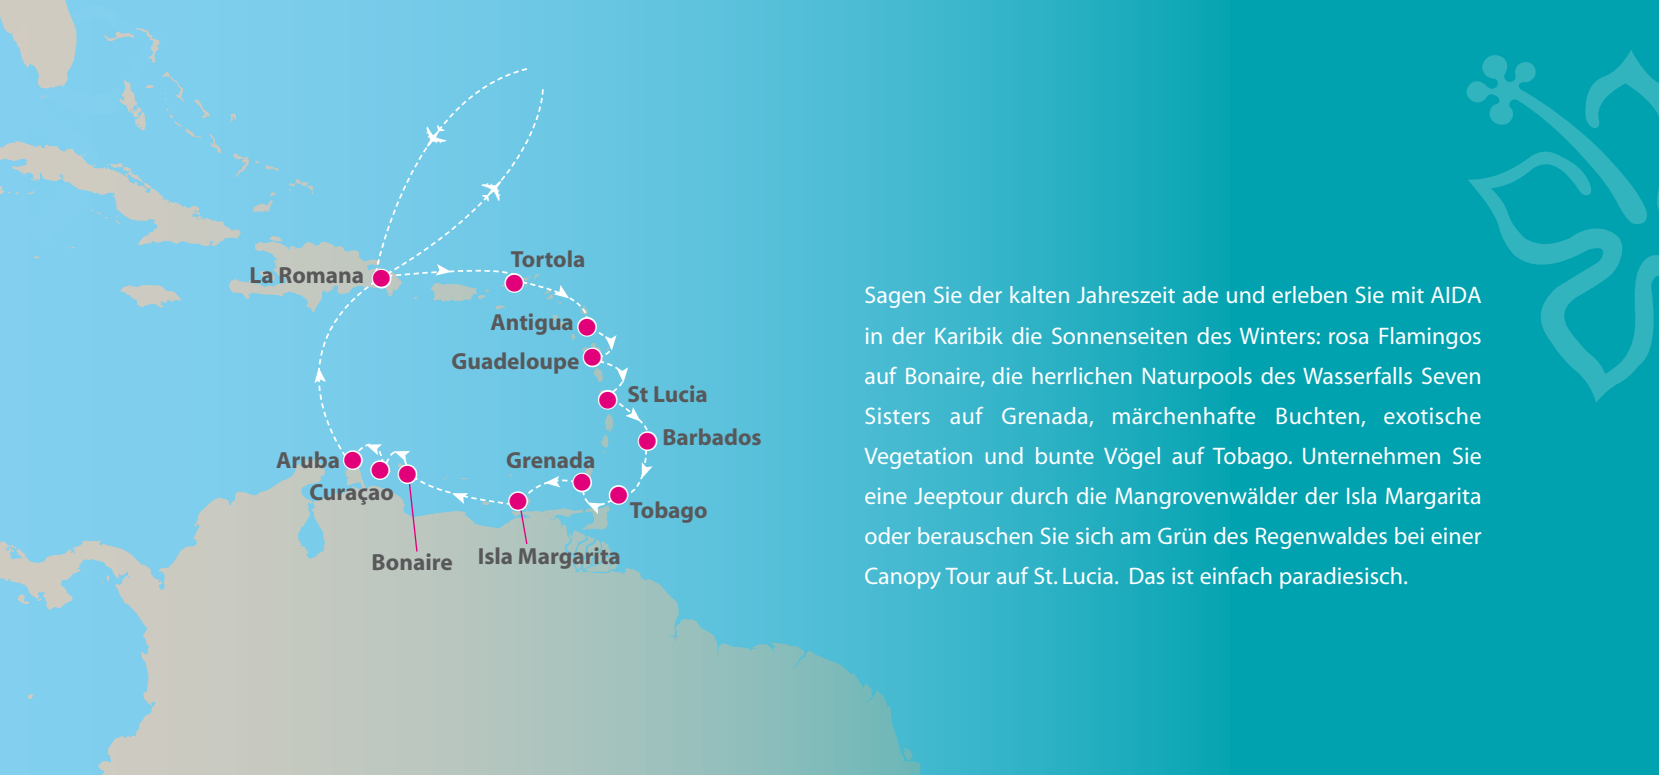 La Romana
Tortola
Antigua
Guadeloupe
St Lucia
Barbados
Aruba
Grenada
Curaçao
Tobago
Bonaire
Isla Margarita
Sagen Sie der kalten Jahreszeit ade und erleben Sie mit AIDA
in der Karibik die Sonnenseiten des Winters: rosa Flamingos
auf Bonaire, die herrlichen Naturpools des Wasserfalls Seven
Sisters auf Grenada, märchenhafte Buchten, exotische
Vegetation und bunte Vögel auf Tobago. Unternehmen Sie
eine Jeeptour durch die Mangrovenwälder der Isla Margarita
oder berauschen Sie sich am Grün des Regenwaldes bei einer
Canopy Tour auf St. Lucia. Das ist einfach paradiesisch.